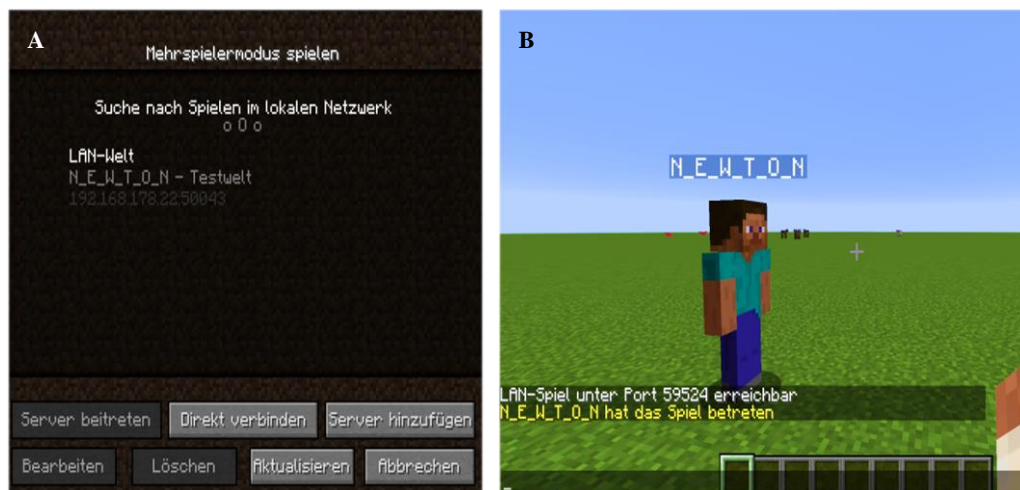 A
Mehrspielermodus spielen
Suche nach Spielen im lokalen Netzwerk
o O o
LAN-Welt
N_E_W_T_O_N - Testwelt
192.168.178.22:50043
Server beitreten
Direkt verbinden
Server hinzufügen
Bearbeiten
Löschen
Aktualisieren
Abbrechen
B
N_E_W_T_O_N
LAN-Spiel unter Port 59524 erreichbar
N_E_W_T_O_N hat das Spiel betreten